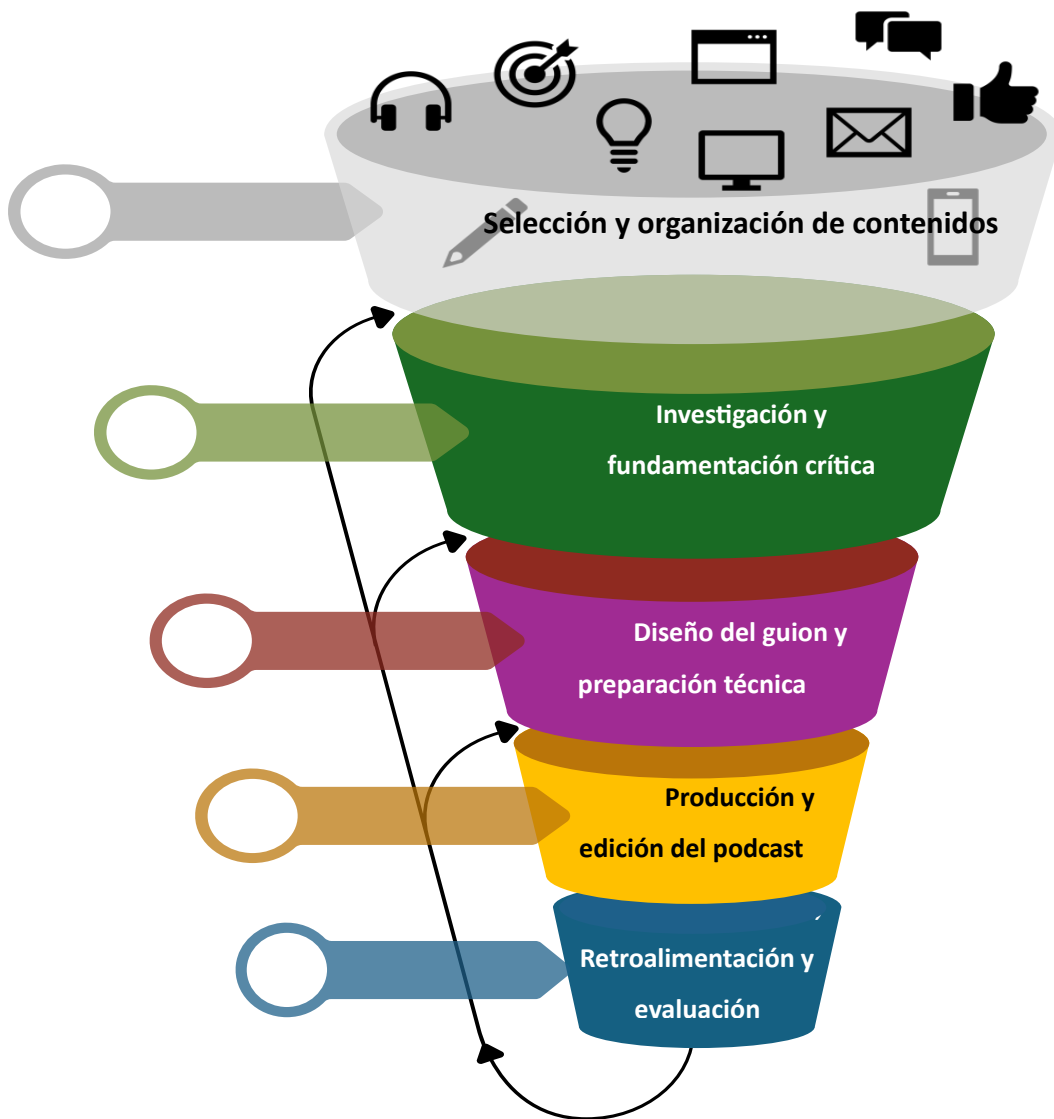 Selección y organización de contenidos
Investigación y
fundamentación crítica
Diseño del guion y
preparación técnica
Producción y
edición del podcast
Retroalimentación y
evaluación